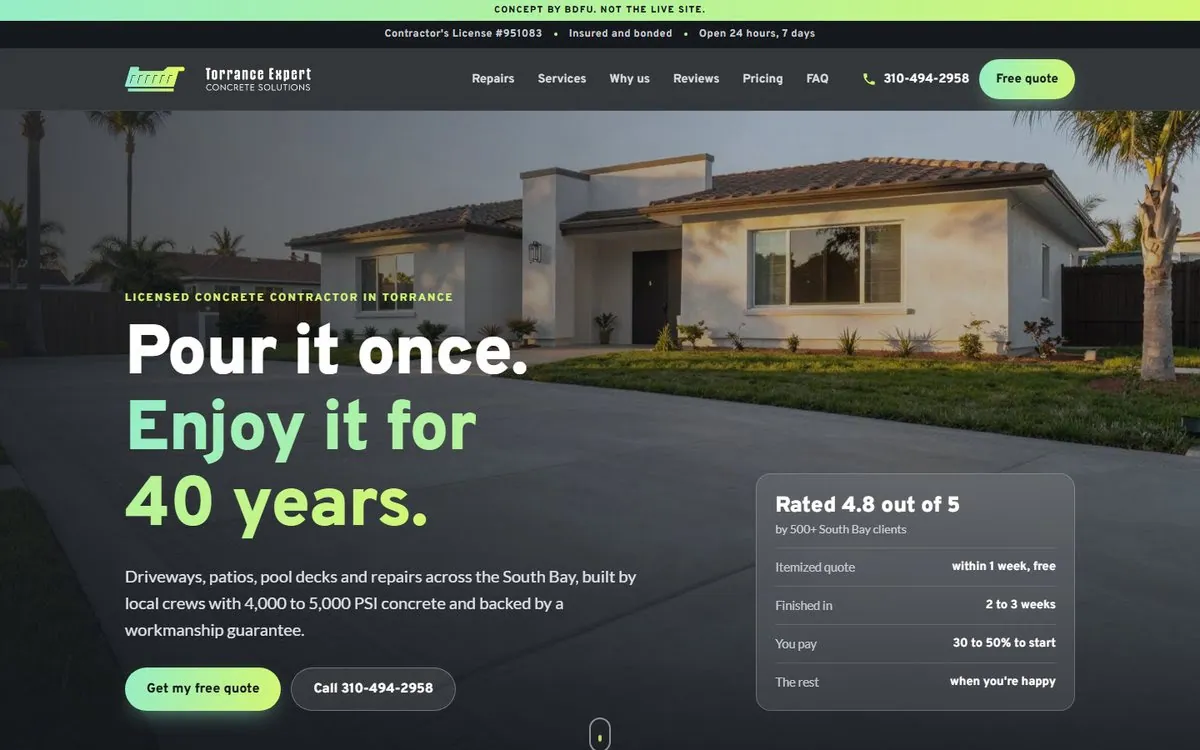 CONCEPT BY BDFU. NOT THE LIVE SITE.
Contractor's License #951083 • Insured and bonded • Open 24 hours, 7 days
Torrance Expert
CONCRETE SOLUTIONS
Repairs Services Why us Reviews Pricing FAQ 310-494-2958 Free quote
LICENSED CONCRETE CONTRACTOR IN TORRANCE
Pour it once.
Enjoy it for
40 years.
Driveways, patios, pool decks and repairs across the South Bay, built by
local crews with 4,000 to 5,000 PSI concrete and backed by a
workmanship guarantee.
Get my free quote Call 310-494-2958
Rated 4.8 out of 5
by 500+ South Bay clients
Itemized quote within 1 week, free
Finished in 2 to 3 weeks
You pay 30 to 50% to start
The rest when you're happy